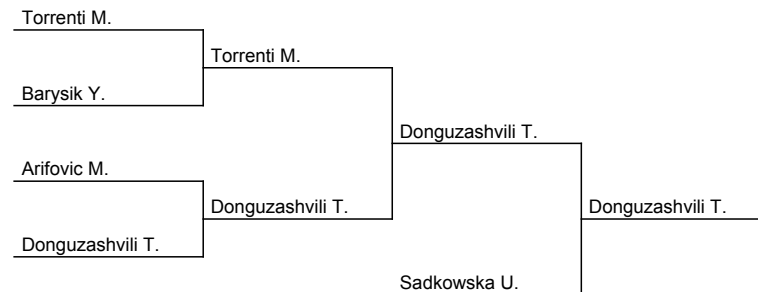 Torrenti M.
Torrenti M.
Barysik Y.
Donguzashvili T.
Arifovic M.
Donguzashvili T.
Donguzashvili T.
Donguzashvili T.
Sadkowska U.